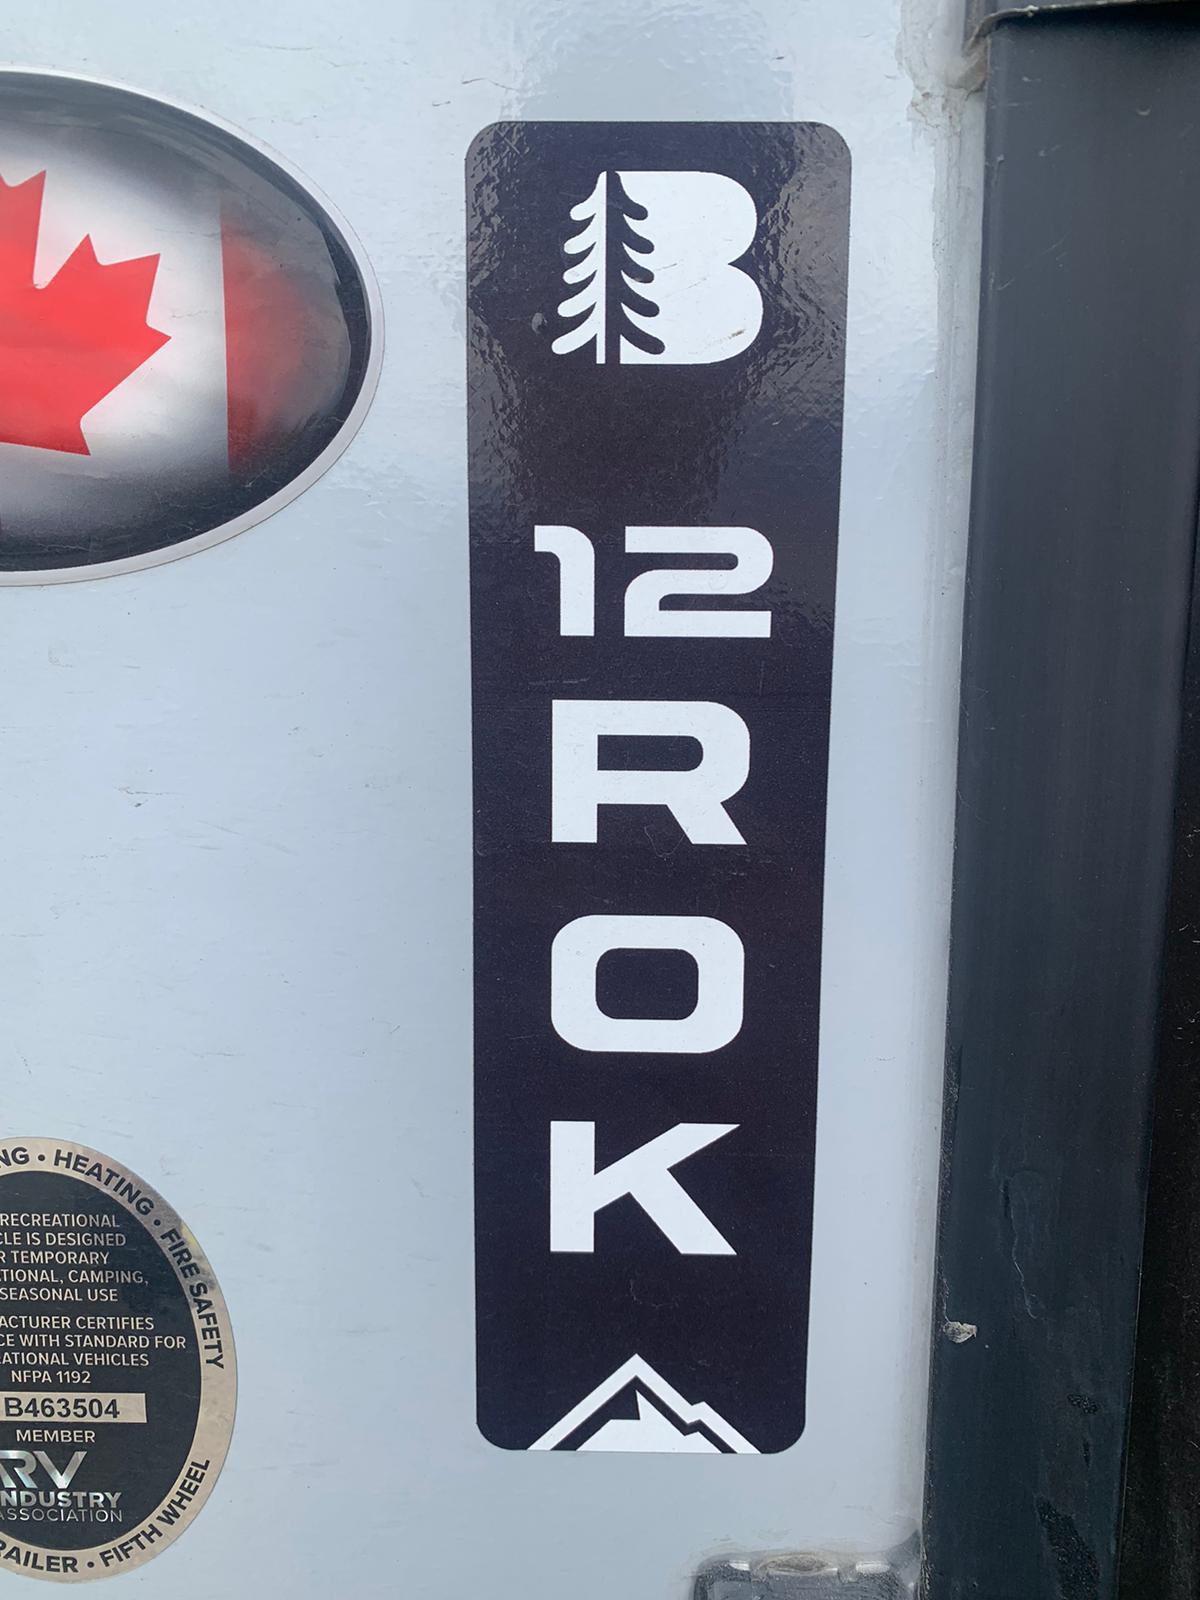 B
12
R
O
K
NG • HEATING • FIRE SAFETY
RECREATIONAL
CLE IS DESIGNED
R TEMPORARY
ATIONAL, CAMPING,
SEASONAL USE
ACTURER CERTIFIES
CE WITH STANDARD FOR
ATIONAL VEHICLES
NFPA 1192
B463504
MEMBER
RV
INDUSTRY
ASSOCIATION
RAILER • FIFTH WHEEL